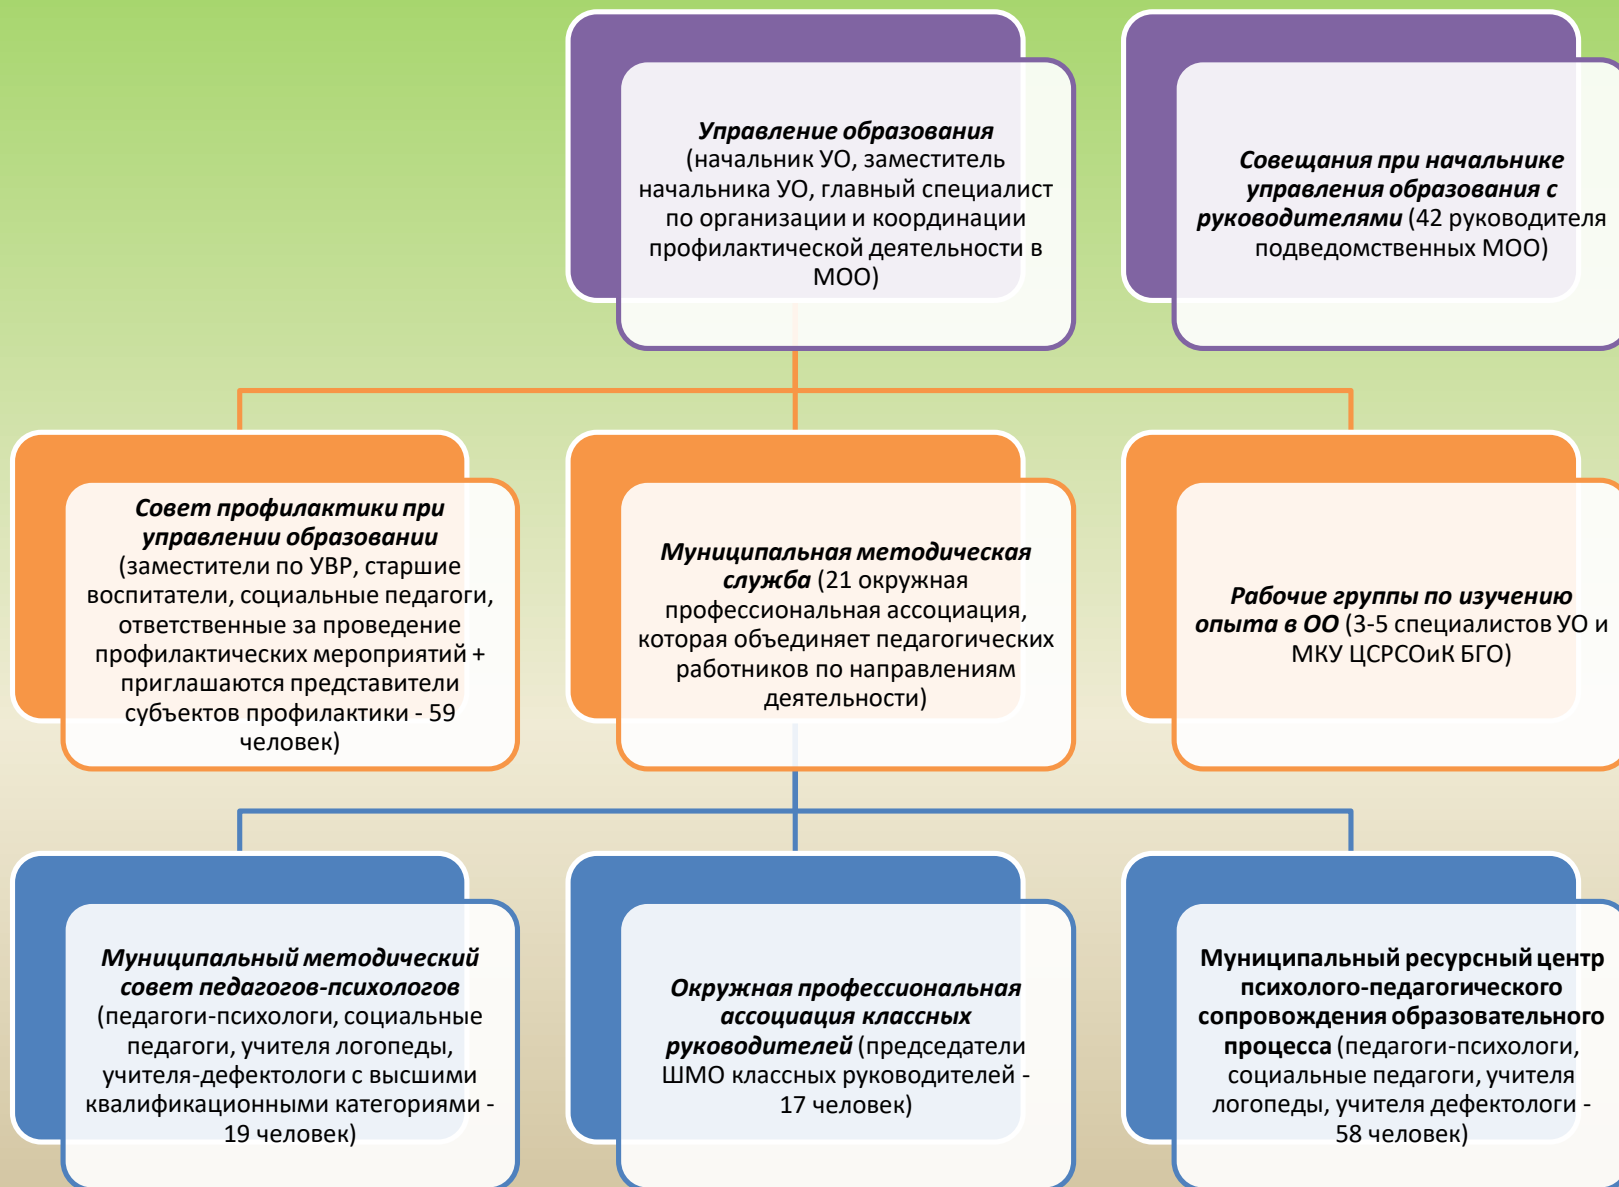 Управление образования
(начальник УО, заместитель
начальника УО, главный специалист
по организации и координации
профилактической деятельности в
МОО)
Совещания при начальнике
управления образования с
руководителями (42 руководителя
подведомственных МОО)
Совет профилактики при
управлении образовании
(заместители по УВР, старшие
воспитатели, социальные педагоги,
ответственные за проведение
профилактических мероприятий +
приглашаются представители
субъектов профилактики - 59
человек)
Муниципальная методическая
служба (21 окружная
профессиональная ассоциация,
которая объединяет педагогических
работников по направлениям
деятельности)
Рабочие группы по изучению
опыта в ОО (3-5 специалистов УО и
МКУ ЦСРСОиК БГО)
Муниципальный методический
совет педагогов-психологов
(педагоги-психологи, социальные
педагоги, учителя логопеды,
учителя-дефектологи с высшими
квалификационными категориями -
19 человек)
Окружная профессиональная
ассоциация классных
руководителей (председатели
ШМО классных руководителей -
17 человек)
Муниципальный ресурсный центр
психолого-педагогического
сопровождения образовательного
процесса (педагоги-психологи,
социальные педагоги, учителя
логопеды, учителя дефектологи -
58 человек)